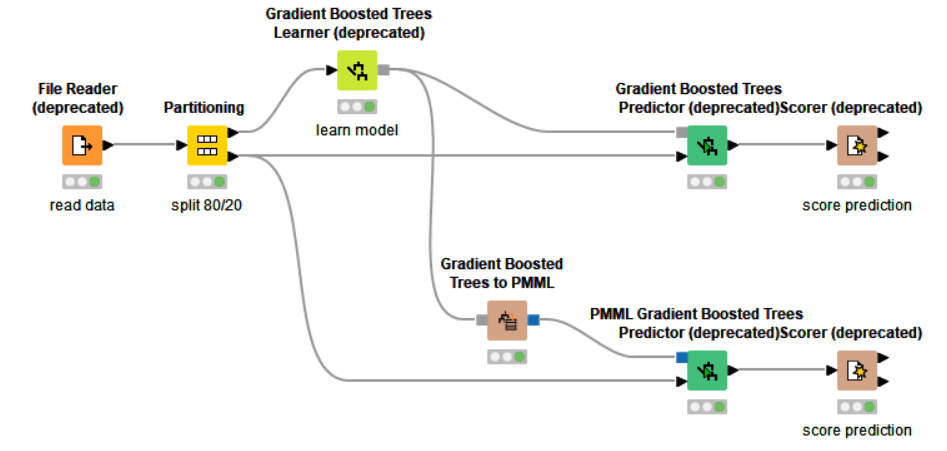 Gradient Boosted Trees
Learner (deprecated)
File Reader
(deprecated)
Partitioning
learn model
read data
split 80/20
Gradient Boosted Trees
Predictor (deprecated)
Scorer (deprecated)
score prediction
Gradient Boosted
Trees to PMML
PMML Gradient Boosted Trees
Predictor (deprecated)
Scorer (deprecated)
score prediction